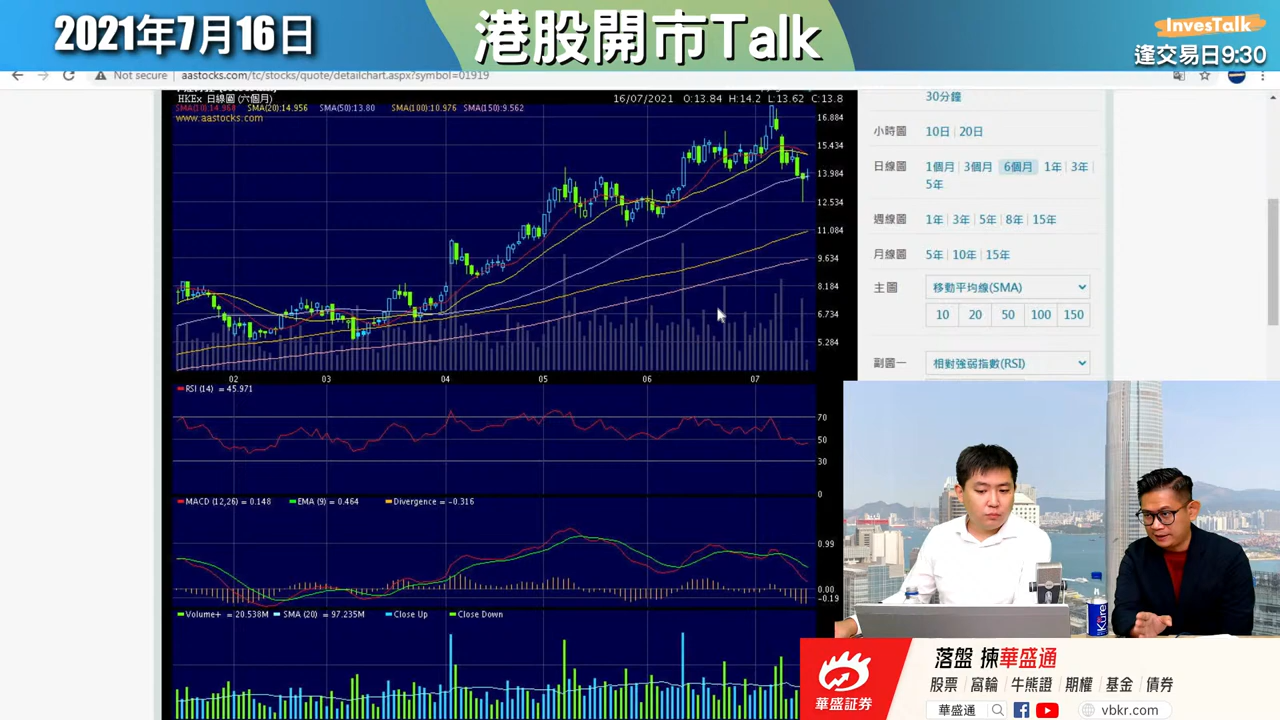 2021年7月16日
港股開市Talk
InvesTalk
逢交易日9:30
Not secure
aastocks.com/tc/stocks/quote/detailchart.aspx?symbol=01919
HKEx 日線圖 (六個月)
16/07/2021 O:13.84 H:14.2 L:13.62 C:13.8
SMA(10):14.968 SMA(20):14.956 SMA(50):13.80 SMA(100):10.976 SMA(150):9.562
www.aastocks.com
16.884
15.434
13.984
12.534
11.084
9.634
8.184
6.734
5.284
02 03 04 05 06 07
RSI (14) = 45.971
70
50
30
0
MACD (12,26) = 0.148 EMA (9) = 0.464 Divergence = -0.316
0.99
0.00
-0.19
Volume+ = 20.538M SMA (20) = 97.235M Close Up Close Down
30分鐘
小時圖 10日 | 20日
日線圖 1個月 | 3個月 | 6個月 | 1年 | 3年 |
5年
週線圖 1年 | 3年 | 5年 | 8年 | 15年
月線圖 5年 | 10年 | 15年
主圖 移動平均線(SMA)
10 20 50 100 150
副圖一 相對強弱指數(RSI)
Kure
華盛証券
落盤 揀華盛通
股票 | 窩輪 | 牛熊證 | 期權 | 基金 | 債券
華盛通
vbkr.com